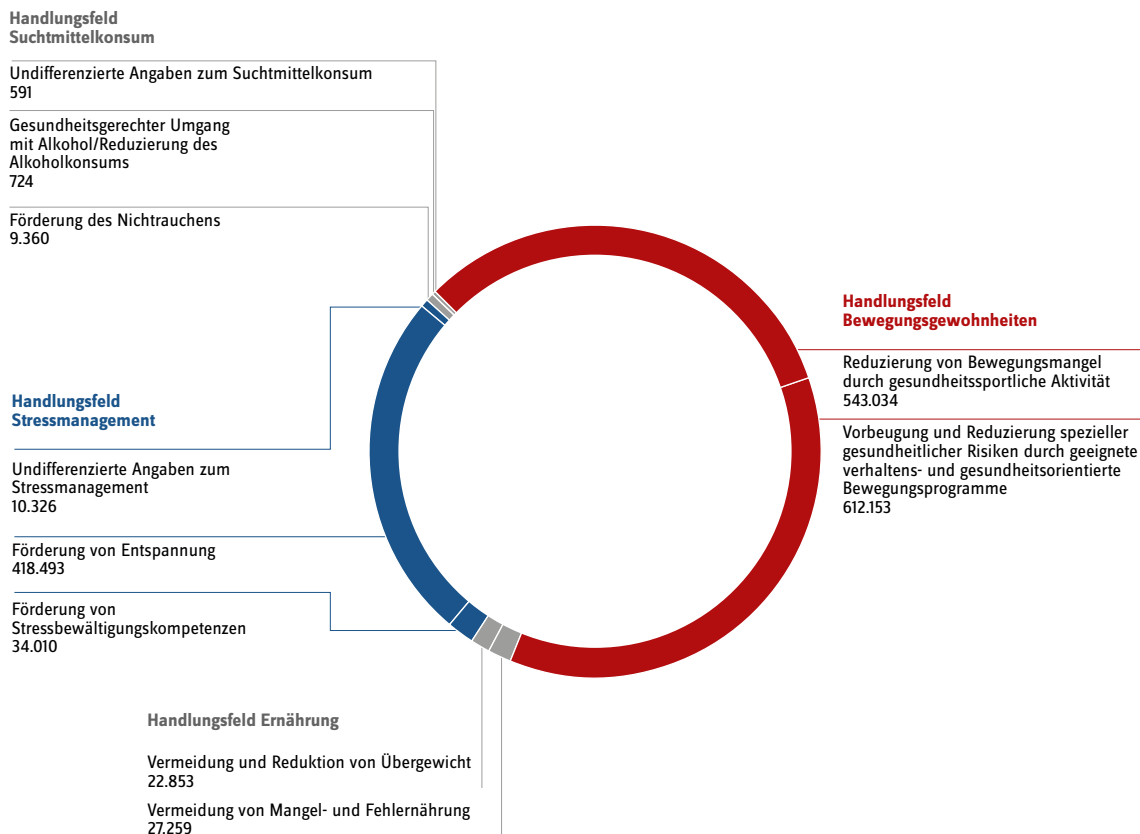 Handlungsfeld
Suchtmittelkonsum
Undifferenzierte Angaben zum Suchtmittelkonsum
591
Gesundheitsgerechter Umgang
mit Alkohol/Reduzierung des
Alkoholkonsums
724
Förderung des Nichtrauchens
9.360
Handlungsfeld
Stressmanagement
Undifferenzierte Angaben zum
Stressmanagement
10.326
Förderung von Entspannung
418.493
Förderung von
Stressbewältigungskompetenzen
34.010
Handlungsfeld Ernährung
Vermeidung und Reduktion von Übergewicht
22.853
Vermeidung von Mangel- und Fehlernährung
27.259
Handlungsfeld
Bewegungsgewohnheiten
Reduzierung von Bewegungsmangel
durch gesundheitssportliche Aktivität
543.034
Vorbeugung und Reduzierung spezieller
gesundheitlicher Risiken durch geeignete
verhaltens- und gesundheitsorientierte
Bewegungsprogramme
612.153